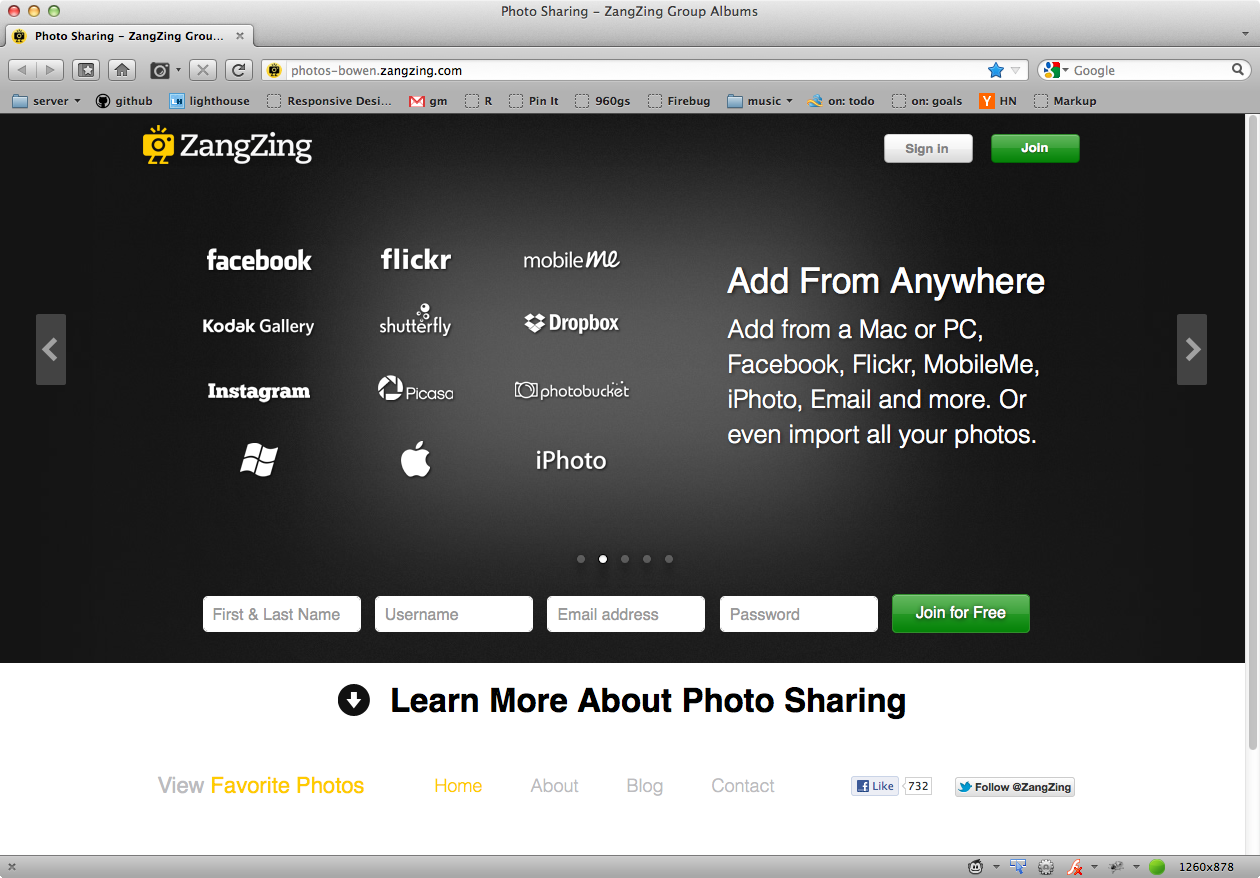 Photo Sharing – ZangZing Group Albums
Photo Sharing – ZangZing Grou...
photos-bowen.zangzing.com
Google
server
github
lighthouse
Responsive Desi...
gm
R
Pin It
960gs
Firebug
music
on: todo
on: goals
Y HN
Markup
ZangZing
Sign in
Join
facebook
flickr
mobileme
Kodak Gallery
shutterfly
Dropbox
Instagram
Picasa
photobucket
iPhoto
Add From Anywhere
Add from a Mac or PC,
Facebook, Flickr, MobileMe,
iPhoto, Email and more. Or
even import all your photos.
First & Last Name
Username
Email address
Password
Join for Free
Learn More About Photo Sharing
View Favorite Photos
Home
About
Blog
Contact
f Like
732
Follow @ZangZing
1260x878